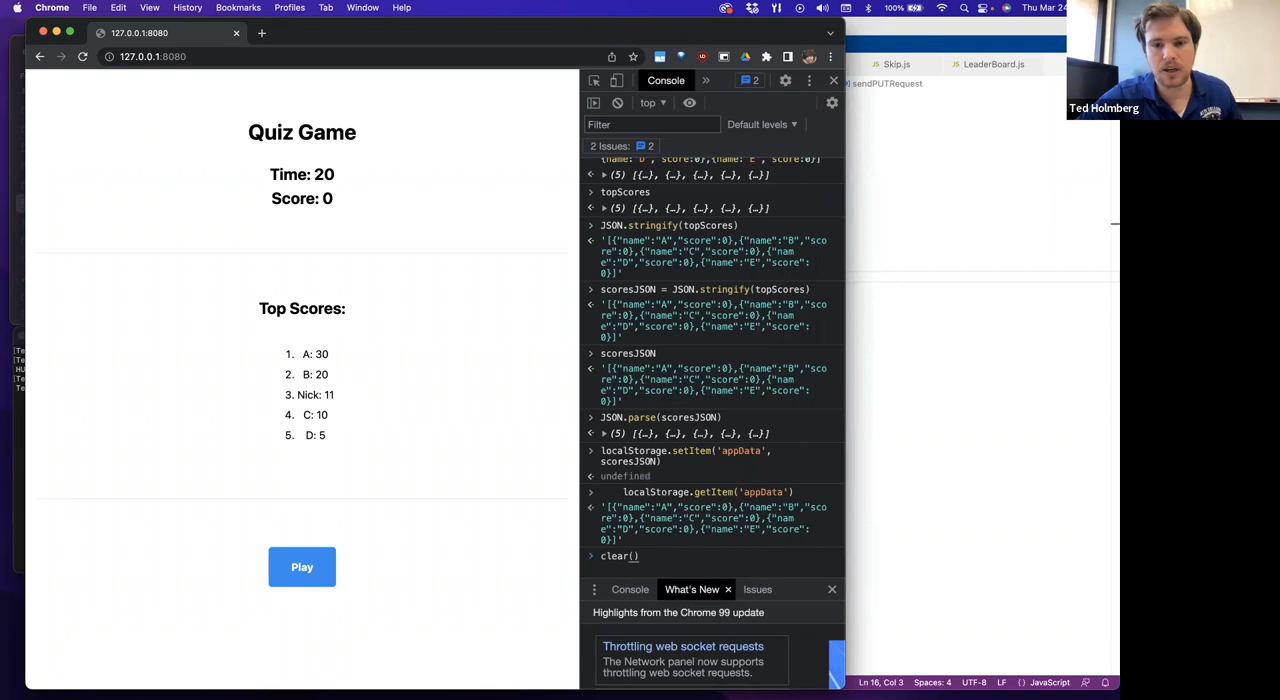 Chrome File Edit View History Bookmarks Profiles Tab Window Help 100% Thu Mar 24
127.0.0.1:8080
127.0.0.1:8080
Quiz Game
Time: 20
Score: 0
Top Scores:
1. A: 30
2. B: 20
3. Nick: 11
4. C: 10
5. D: 5
Play
Console 2
top
Filter Default levels
2 Issues: 2
{name:"D", score:0},{name:"E", score:0}]
(5) [{…}, {…}, {…}, {…}, {…}]
topScores
(5) [{…}, {…}, {…}, {…}, {…}]
JSON.stringify(topScores)
'[{"name":"A","score":0},{"name":"B","sco
re":0},{"name":"C","score":0},{"nam
e":"D","score":0},{"name":"E","score":
0}]'
scoresJSON = JSON.stringify(topScores)
'[{"name":"A","score":0},{"name":"B","sco
re":0},{"name":"C","score":0},{"nam
e":"D","score":0},{"name":"E","score":
0}]'
scoresJSON
'[{"name":"A","score":0},{"name":"B","sco
re":0},{"name":"C","score":0},{"nam
e":"D","score":0},{"name":"E","score":
0}]'
JSON.parse(scoresJSON)
(5) [{…}, {…}, {…}, {…}, {…}]
localStorage.setItem('appData',
scoresJSON)
undefined
localStorage.getItem('appData')
'[{"name":"A","score":0},{"name":"B","sco
re":0},{"name":"C","score":0},{"nam
e":"D","score":0},{"name":"E","score":
0}]'
clear()
Console What's New Issues
Highlights from the Chrome 99 update
Throttling web socket requests
The Network panel now supports
throttling web socket requests.
JS Skip.js JS LeaderBoard.js
sendPUTRequest
Ted Holmberg
Ln 16, Col 3 Spaces: 4 UTF-8 LF {} JavaScript